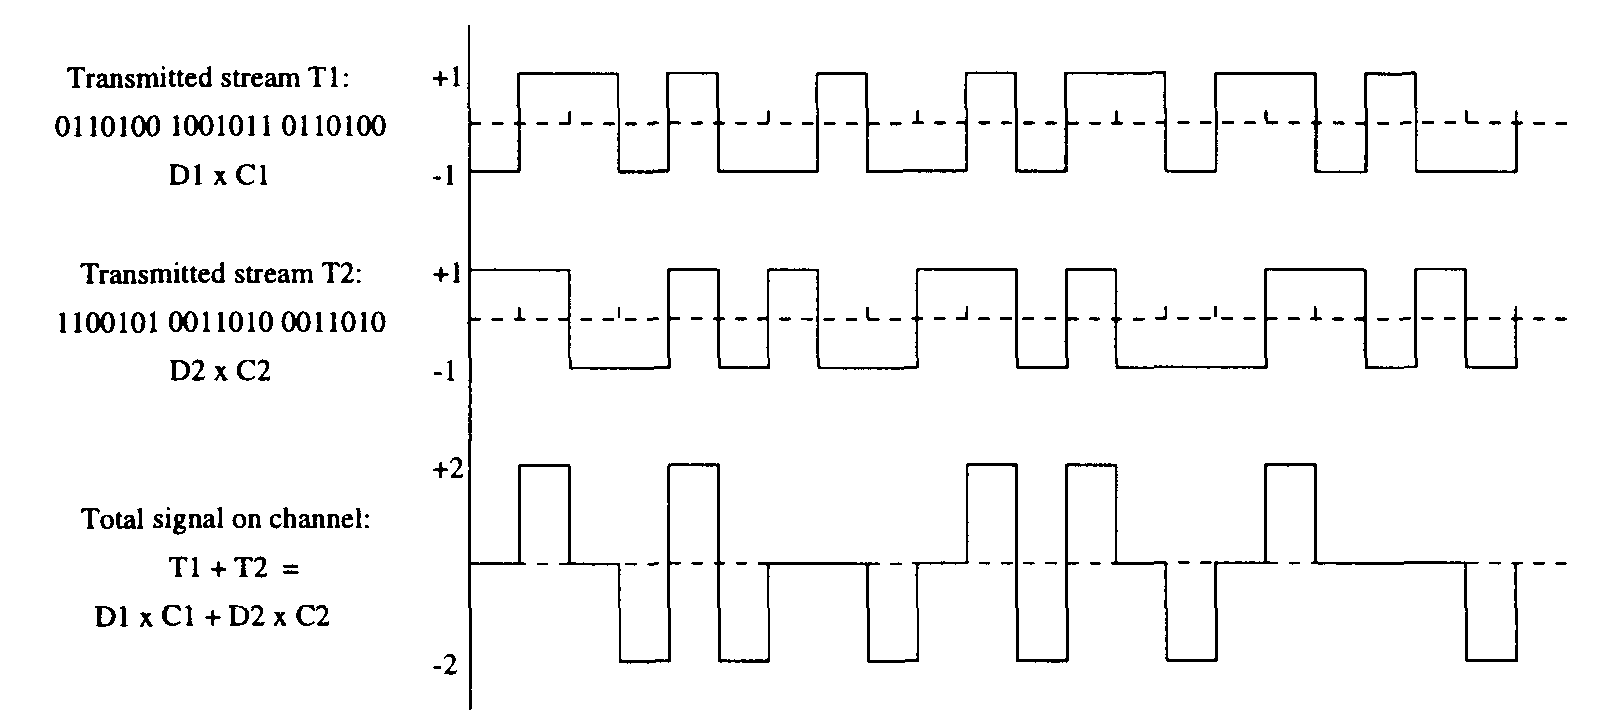 Transmitted stream T1:
+1
0110100 1001011 0110100
D1 x C1
-1
Transmitted stream T2:
+1
1100101 0011010 0011010
D2 x C2
-1
+2
Total signal on channel:
T1 + T2 =
D1 x C1 + D2 x C2
-2